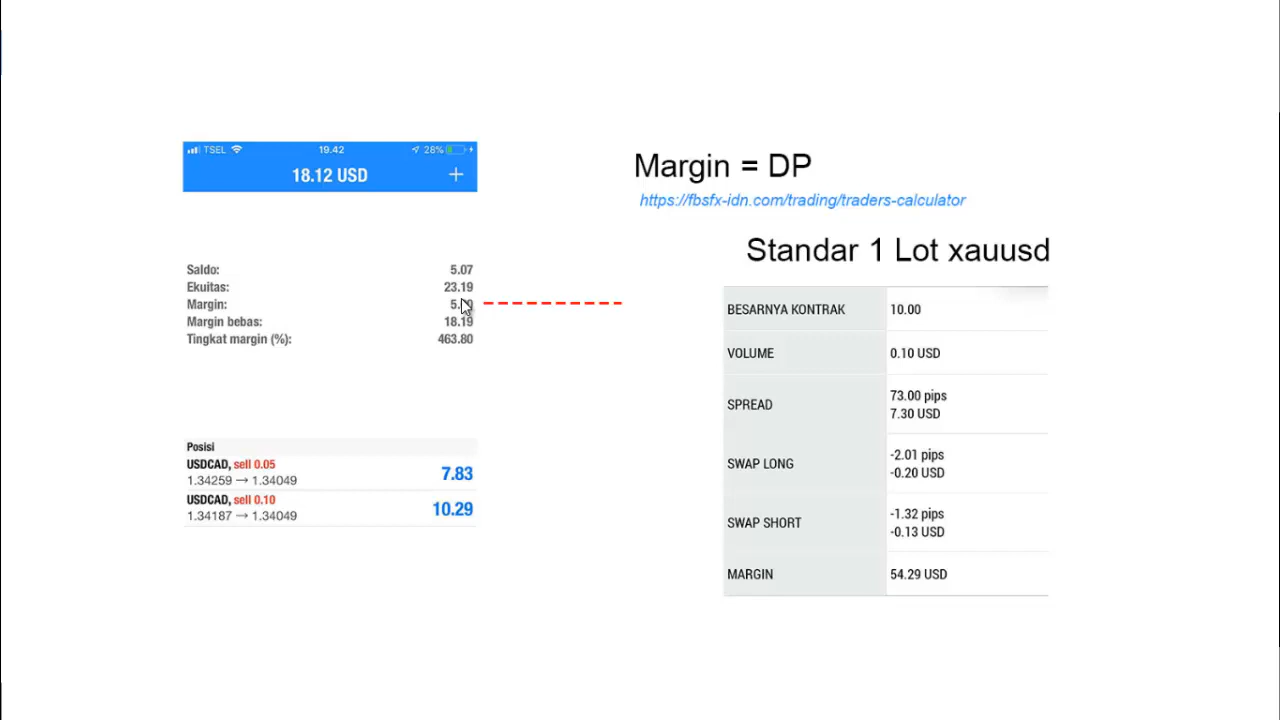 TSEL 19.42 28%
18.12 USD +
Saldo: 5.07
Ekuitas: 23.19
Margin:
Margin bebas: 18.19
Tingkat margin (%): 463.80
Posisi
USDCAD, sell 0.05 7.83
1.34259 → 1.34049
USDCAD, sell 0.10 10.29
1.34187 → 1.34049
Margin = DP
https://fbsfx-idn.com/trading/traders-calculator
Standar 1 Lot xauusd
BESARNYA KONTRAK 10.00
VOLUME 0.10 USD
SPREAD 73.00 pips
7.30 USD
SWAP LONG -2.01 pips
-0.20 USD
SWAP SHORT -1.32 pips
-0.13 USD
MARGIN 54.29 USD